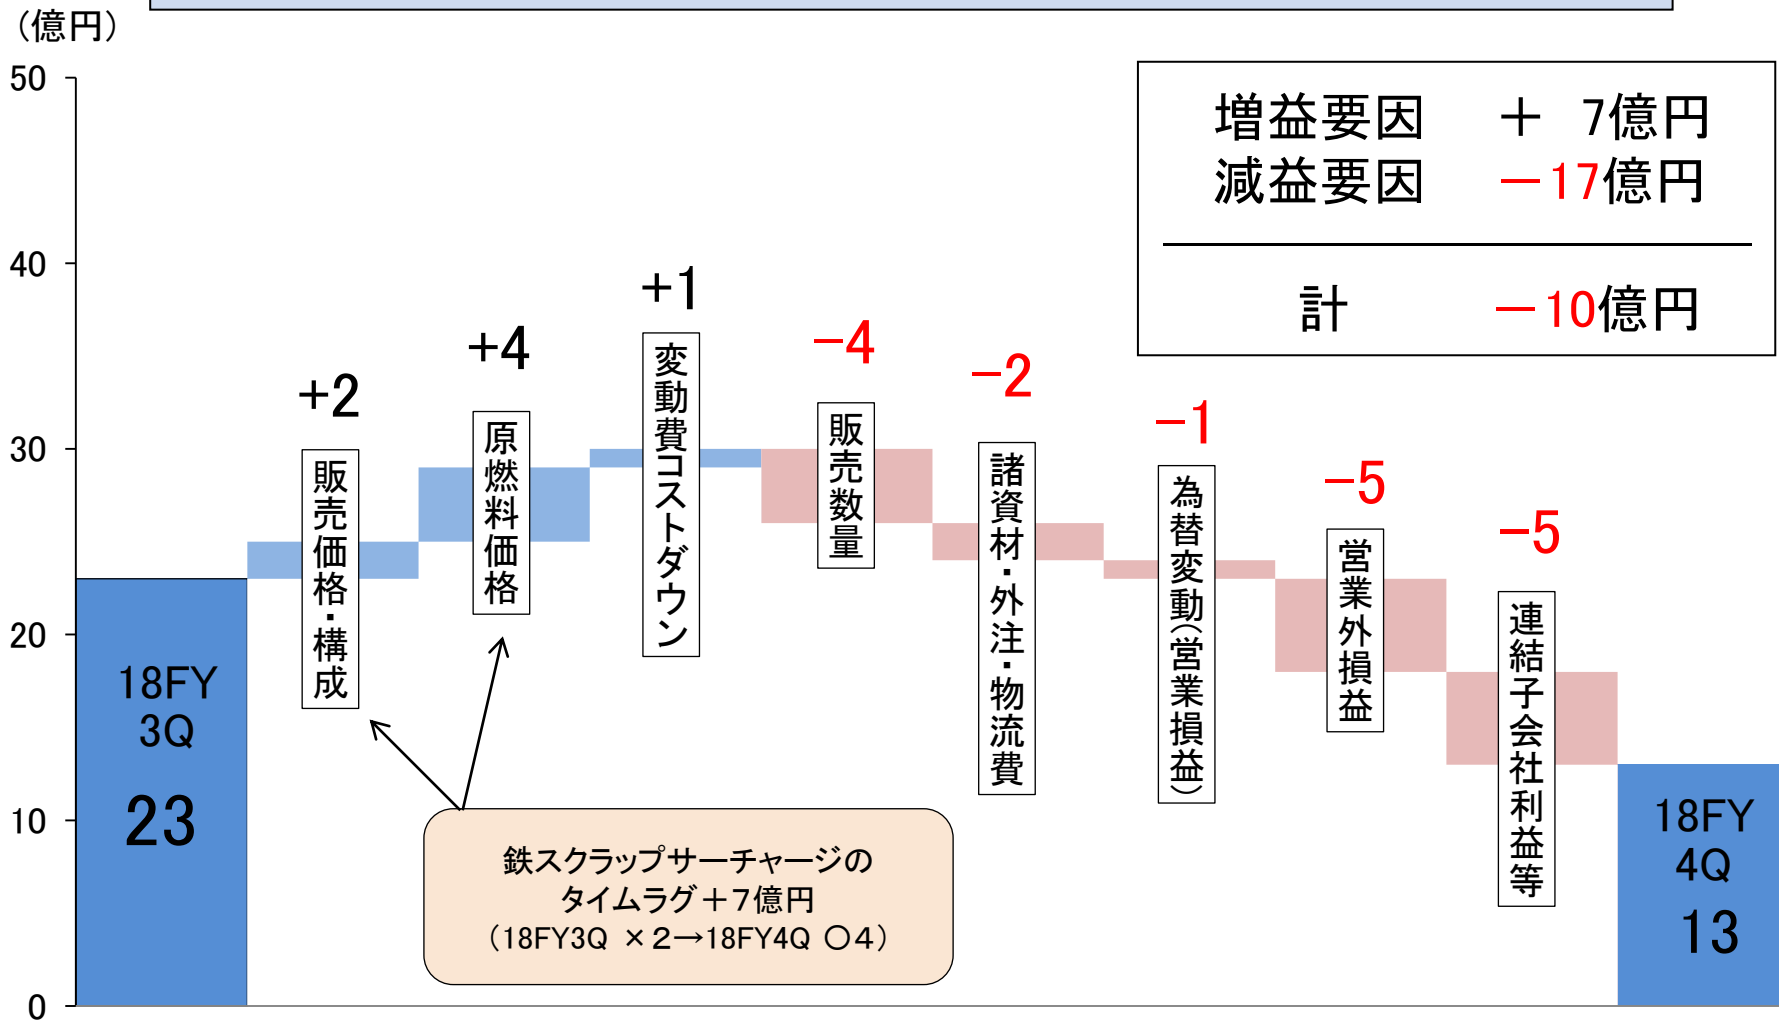 （億円）
50
40
30
20
10
0
増益要因 ＋ 7億円
減益要因 －17億円
計 －10億円
+2
+4
+1
－4
－2
－1
－5
－5
販売価格・構成
原燃料価格
変動費コストダウン
販売数量
諸資材・外注・物流費
為替変動（営業損益）
営業外損益
連結子会社利益等
18FY
3Q
23
鉄スクラップサーチャージの
タイムラグ＋７億円
（18FY3Q ×２→18FY4Q ○４）
18FY
4Q
13